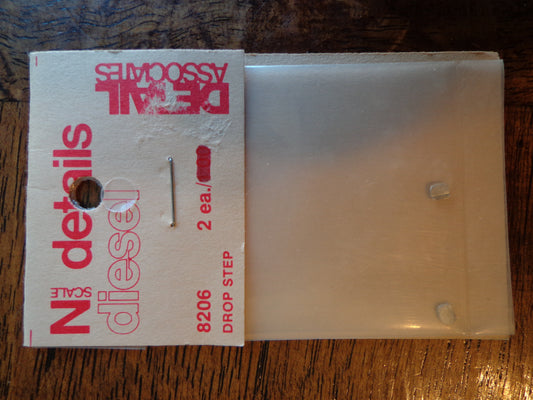 DETAIL
ASSOCIATES
N details
SCALE
diesel
8206 2 ea./
DROP STEP